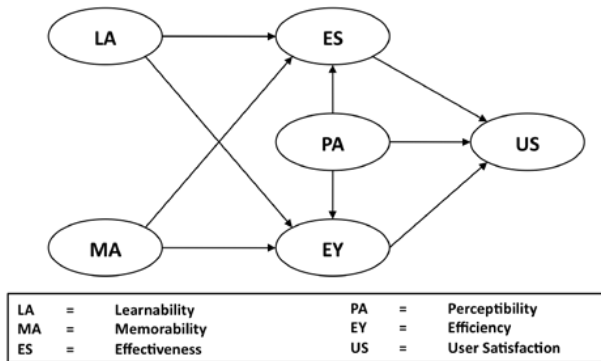 LA
ES
PA
US
MA
EY
LA = Learnability PA = Perceptibility
MA = Memorability EY = Efficiency
ES = Effectiveness US = User Satisfaction